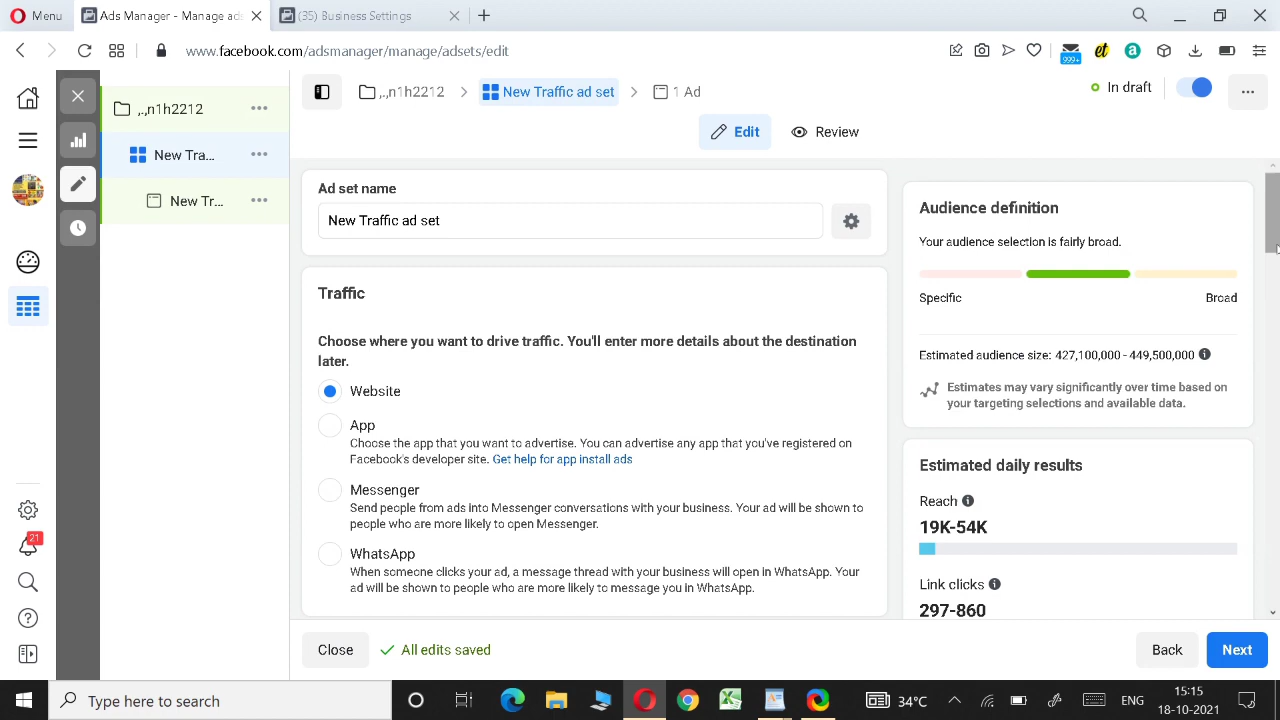 Menu
Ads Manager - Manage ads
(35) Business Settings
www.facebook.com/adsmanager/manage/adsets/edit
999+
,.,n1h2212
New Tra...
New Tr...
,.,n1h2212
New Traffic ad set
1 Ad
In draft
Edit
Review
Ad set name
New Traffic ad set
Traffic
Choose where you want to drive traffic. You'll enter more details about the destination
later.
Website
App
Choose the app that you want to advertise. You can advertise any app that you've registered on
Facebook's developer site. Get help for app install ads
Messenger
Send people from ads into Messenger conversations with your business. Your ad will be shown to
people who are more likely to open Messenger.
WhatsApp
When someone clicks your ad, a message thread with your business will open in WhatsApp. Your
ad will be shown to people who are more likely to message you in WhatsApp.
Audience definition
Your audience selection is fairly broad.
Specific
Broad
Estimated audience size: 427,100,000 - 449,500,000
Estimates may vary significantly over time based on
your targeting selections and available data.
Estimated daily results
Reach
19K-54K
Link clicks
297-860
21
Close
All edits saved
Back
Next
Type here to search
34°C
ENG
15:15
18-10-2021